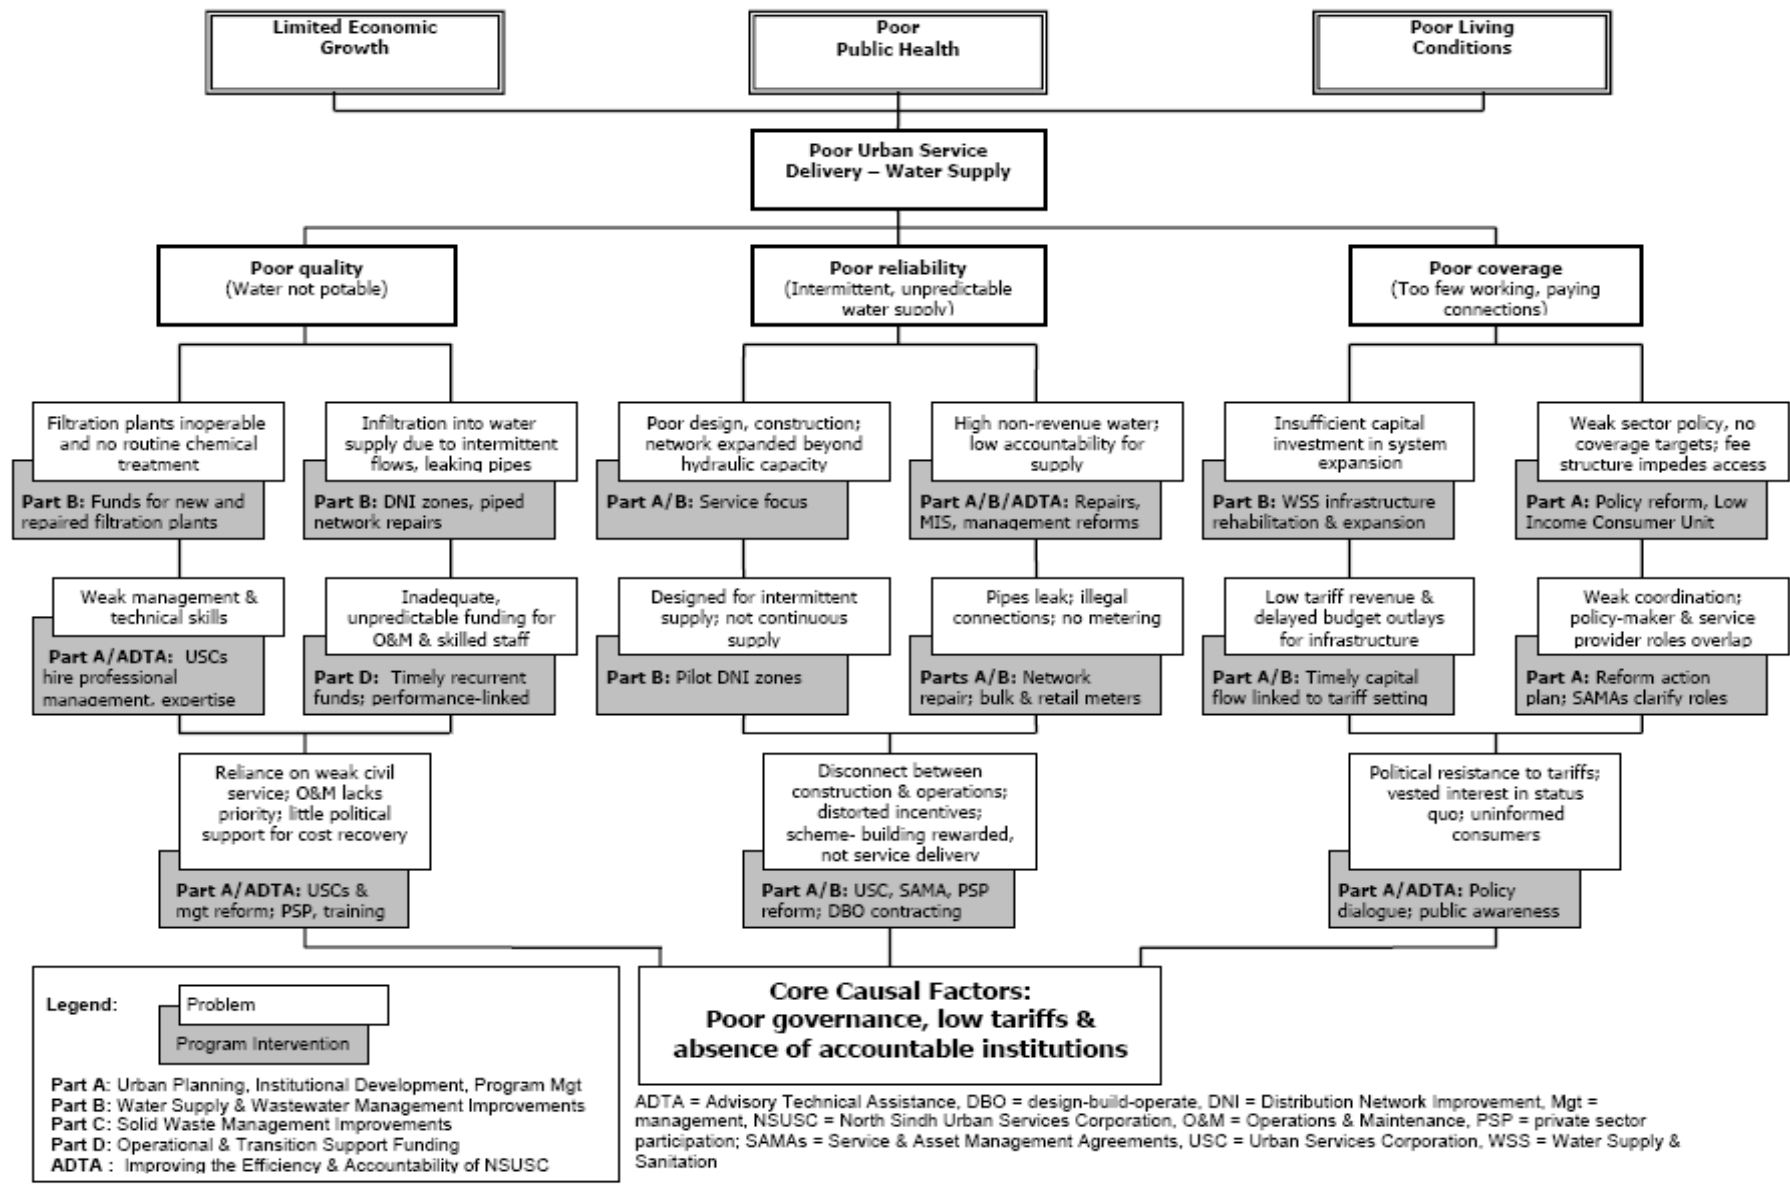 Limited Economic
Growth
Poor
Public Health
Poor Living
Conditions
Poor Urban Service
Delivery – Water Supply
Poor quality
(Water not potable)
Poor reliability
(Intermittent, unpredictable
water supply)
Poor coverage
(Too few working, paying
connections)
Filtration plants inoperable
and no routine chemical
treatment
Part B: Funds for new and
repaired filtration plants
Infiltration into water
supply due to intermittent
flows, leaking pipes
Part B: DNI zones, piped
network repairs
Poor design, construction;
network expanded beyond
hydraulic capacity
Part A/B: Service focus
High non-revenue water;
low accountability for
supply
Part A/B/ADTA: Repairs,
MIS, management reforms
Insufficient capital
investment in system
expansion
Part B: WSS infrastructure
rehabilitation & expansion
Weak sector policy, no
coverage targets; fee
structure impedes access
Part A: Policy reform, Low
Income Consumer Unit
Weak management &
technical skills
Part A/ADTA: USCs
hire professional
management, expertise
Inadequate,
unpredictable funding for
O&M & skilled staff
Part D: Timely recurrent
funds; performance-linked
Designed for intermittent
supply; not continuous
supply
Part B: Pilot DNI zones
Pipes leak; illegal
connections; no metering
Parts A/B: Network
repair; bulk & retail meters
Low tariff revenue &
delayed budget outlays
for infrastructure
Part A/B: Timely capital
flow linked to tariff setting
Weak coordination;
policy-maker & service
provider roles overlap
Part A: Reform action
plan; SAMAs clarify roles
Reliance on weak civil
service; O&M lacks
priority; little political
support for cost recovery
Part A/ADTA: USCs &
mgt reform; PSP, training
Disconnect between
construction & operations;
distorted incentives;
scheme- building rewarded,
not service delivery
Part A/B: USC, SAMA, PSP
reform; DBO contracting
Political resistance to tariffs;
vested interest in status
quo; uninformed
consumers
Part A/ADTA: Policy
dialogue; public awareness
Core Causal Factors:
Poor governance, low tariffs &
absence of accountable institutions
Legend:
Problem
Program Intervention
Part A: Urban Planning, Institutional Development, Program Mgt
Part B: Water Supply & Wastewater Management Improvements
Part C: Solid Waste Management Improvements
Part D: Operational & Transition Support Funding
ADTA : Improving the Efficiency & Accountability of NSUSC
ADTA = Advisory Technical Assistance, DBO = design-build-operate, DNI = Distribution Network Improvement, Mgt =
management, NSUSC = North Sindh Urban Services Corporation, O&M = Operations & Maintenance, PSP = private sector
participation; SAMAs = Service & Asset Management Agreements, USC = Urban Services Corporation, WSS = Water Supply &
Sanitation